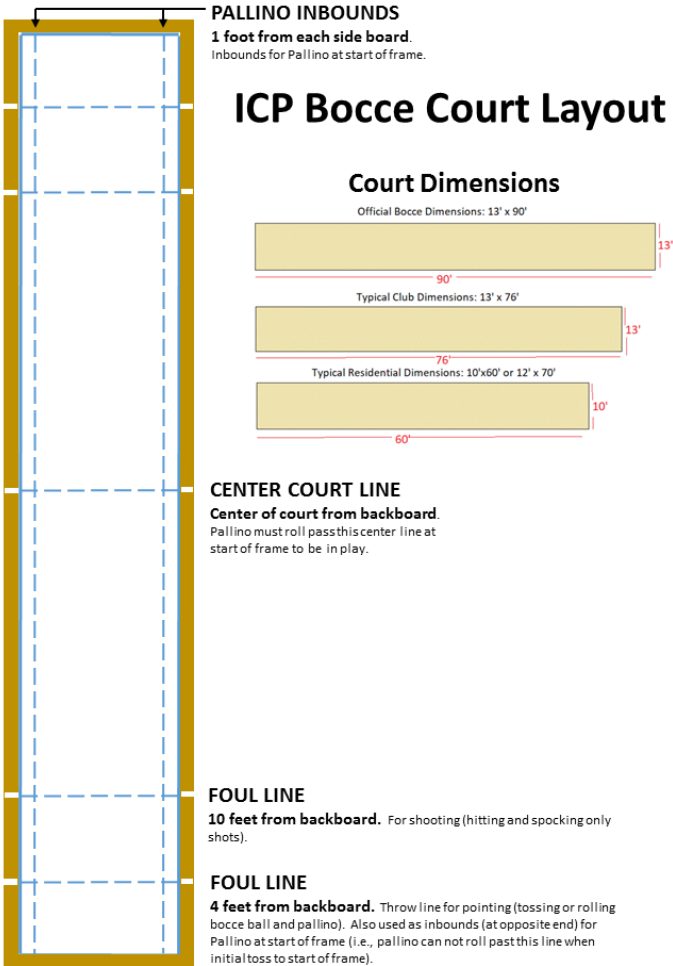 PALLINO INBOUNDS
1 foot from each side board.
Inbounds for Pallino at start of frame.
ICP Bocce Court Layout
Court Dimensions
Official Bocce Dimensions: 13' x 90'
13'
90'
Typical Club Dimensions: 13' x 76'
13'
76'
Typical Residential Dimensions: 10'x60' or 12' x 70'
10'
60'
CENTER COURT LINE
Center of court from backboard.
Pallino must roll pass this center line at
start of frame to be in play.
FOUL LINE
10 feet from backboard. For shooting (hitting and spocking only
shots).
FOUL LINE
4 feet from backboard. Throw line for pointing (tossing or rolling
bocce ball and pallino). Also used as inbounds (at opposite end) for
Pallino at start of frame (i.e., pallino can not roll past this line when
initial toss to start of frame).